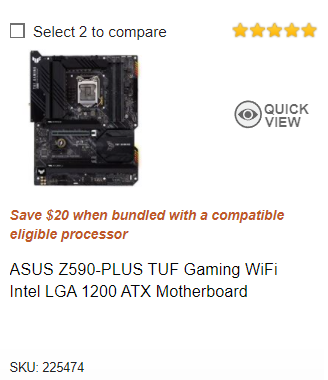 Select 2 to compare
QUICK
VIEW
Save $20 when bundled with a compatible
eligible processor
ASUS Z590-PLUS TUF Gaming WiFi
Intel LGA 1200 ATX Motherboard
SKU: 225474